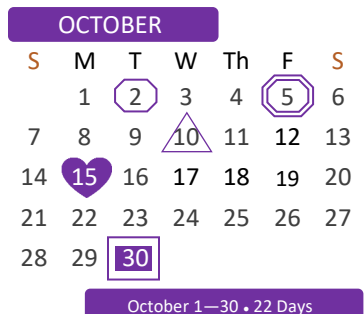 OCTOBER
S M T W Th F S
1 2 3 4 5 6
7 8 9 10 11 12 13
14 15 16 17 18 19 20
21 22 23 24 25 26 27
28 29 30
October 1—30 • 22 Days